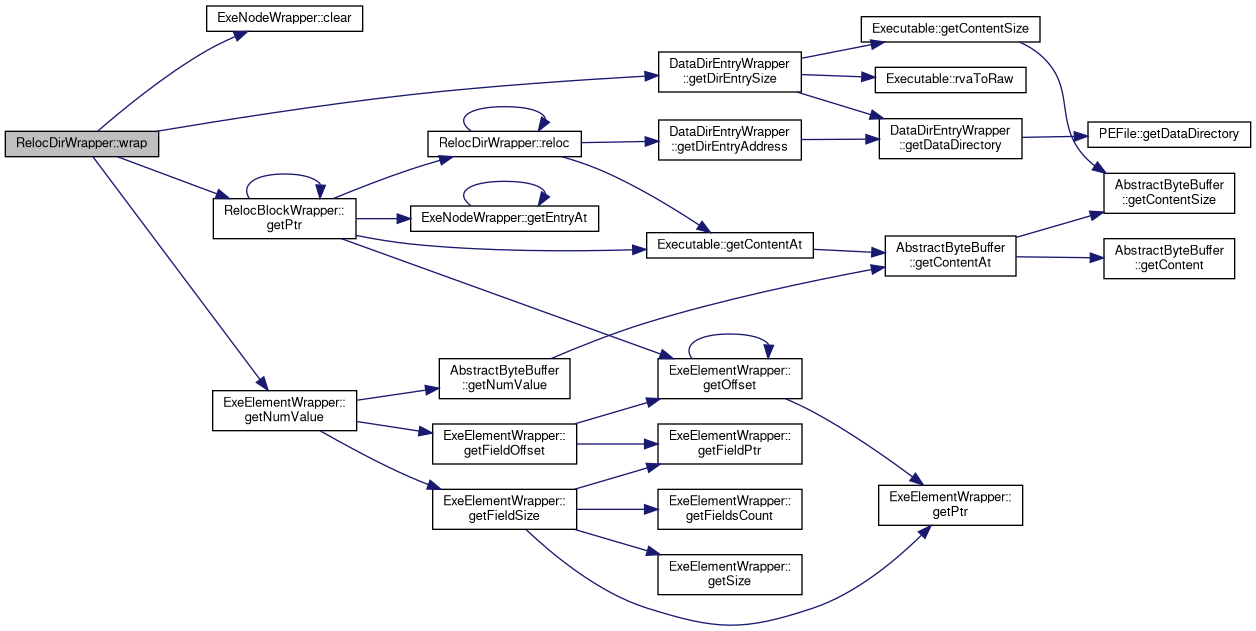 ExeNodeWrapper::clear
Executable::getContentSize
DataDirEntryWrapper
::getDirEntrySize
Executable::rvaToRaw
RelocDirWrapper::wrap
RelocDirWrapper::reloc
DataDirEntryWrapper
::getDirEntryAddress
DataDirEntryWrapper
::getDataDirectory
PEFile::getDataDirectory
RelocBlockWrapper::
getPtr
ExeNodeWrapper::getEntryAt
Executable::getContentAt
AbstractByteBuffer
::getContentAt
AbstractByteBuffer
::getContentSize
AbstractByteBuffer
::getContent
ExeElementWrapper::
getNumValue
AbstractByteBuffer
::getNumValue
ExeElementWrapper::
getOffset
ExeElementWrapper::
getFieldOffset
ExeElementWrapper::
getFieldPtr
ExeElementWrapper::
getFieldSize
ExeElementWrapper::
getFieldsCount
ExeElementWrapper::
getPtr
ExeElementWrapper::
getSize